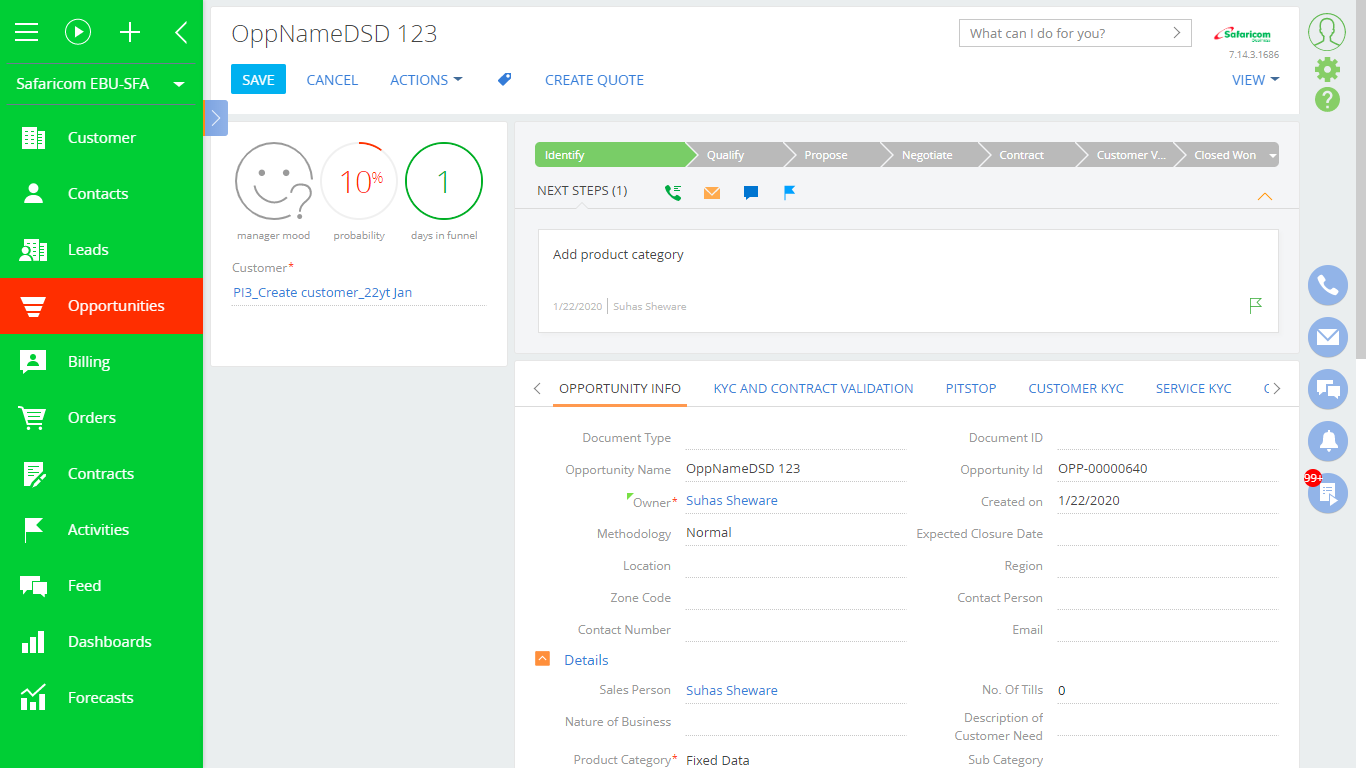 Safaricom EBU-SFA
Customer
Contacts
Leads
Opportunities
Billing
Orders
Contracts
Activities
Feed
Dashboards
Forecasts
OppNameDSD 123
What can I do for you?
Safaricom
7.14.3.1686
SAVE
CANCEL
ACTIONS
CREATE QUOTE
VIEW
10%
1
manager mood
probability
days in funnel
Customer*
PI3_Create customer_22yt Jan
Identify
Qualify
Propose
Negotiate
Contract
Customer V...
Closed Won
NEXT STEPS (1)
Add product category
1/22/2020 Suhas Sheware
OPPORTUNITY INFO
KYC AND CONTRACT VALIDATION
PITSTOP
CUSTOMER KYC
SERVICE KYC
Document Type
Document ID
Opportunity Name OppNameDSD 123
Opportunity Id OPP-00000640
Owner* Suhas Sheware
Created on 1/22/2020
Methodology Normal
Expected Closure Date
Location
Region
Zone Code
Contact Person
Contact Number
Email
Details
Sales Person Suhas Sheware
No. Of Tills 0
Nature of Business
Description of
Customer Need
Product Category* Fixed Data
Sub Category
99+